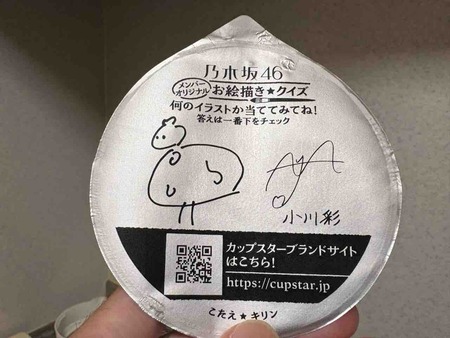 乃木坂46
メンバー
オリジナル
お絵描き★クイズ
何のイラストか当ててみてね!
答えは一番下をチェック
小川彩
カップスターブランドサイト
はこちら!
https://cupstar.jp
こたえ★キリン